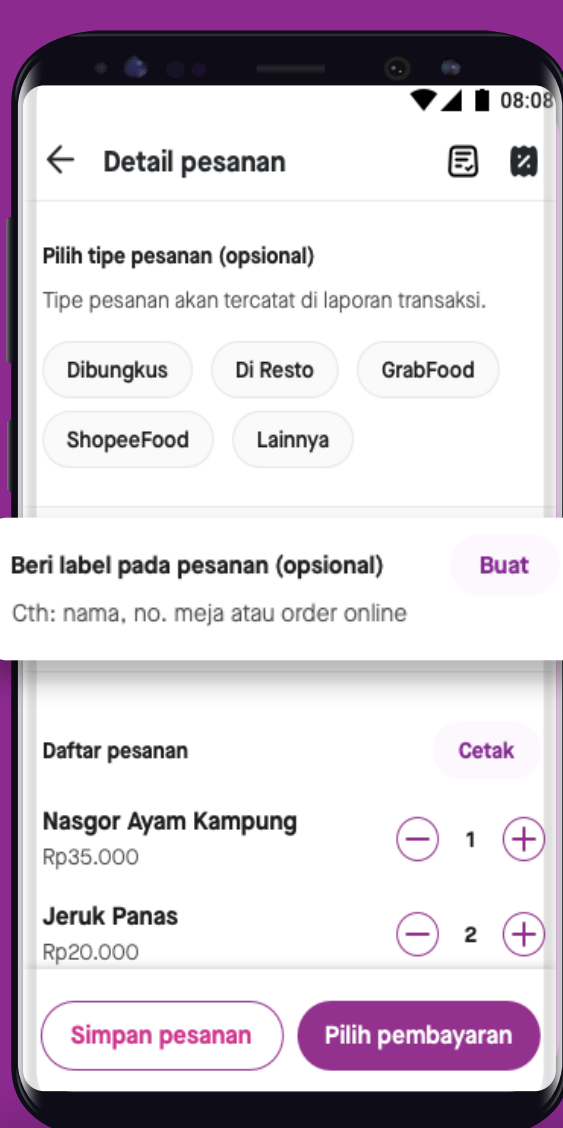 08:08
Detail pesanan
Pilih tipe pesanan (opsional)
Tipe pesanan akan tercatat di laporan transaksi.
Dibungkus Di Resto GrabFood
ShopeeFood Lainnya
Beri label pada pesanan (opsional) Buat
Cth: nama, no. meja atau order online
Daftar pesanan Cetak
Nasgor Ayam Kampung
Rp35.000
1
Jeruk Panas
Rp20.000
2
Simpan pesanan Pilih pembayaran